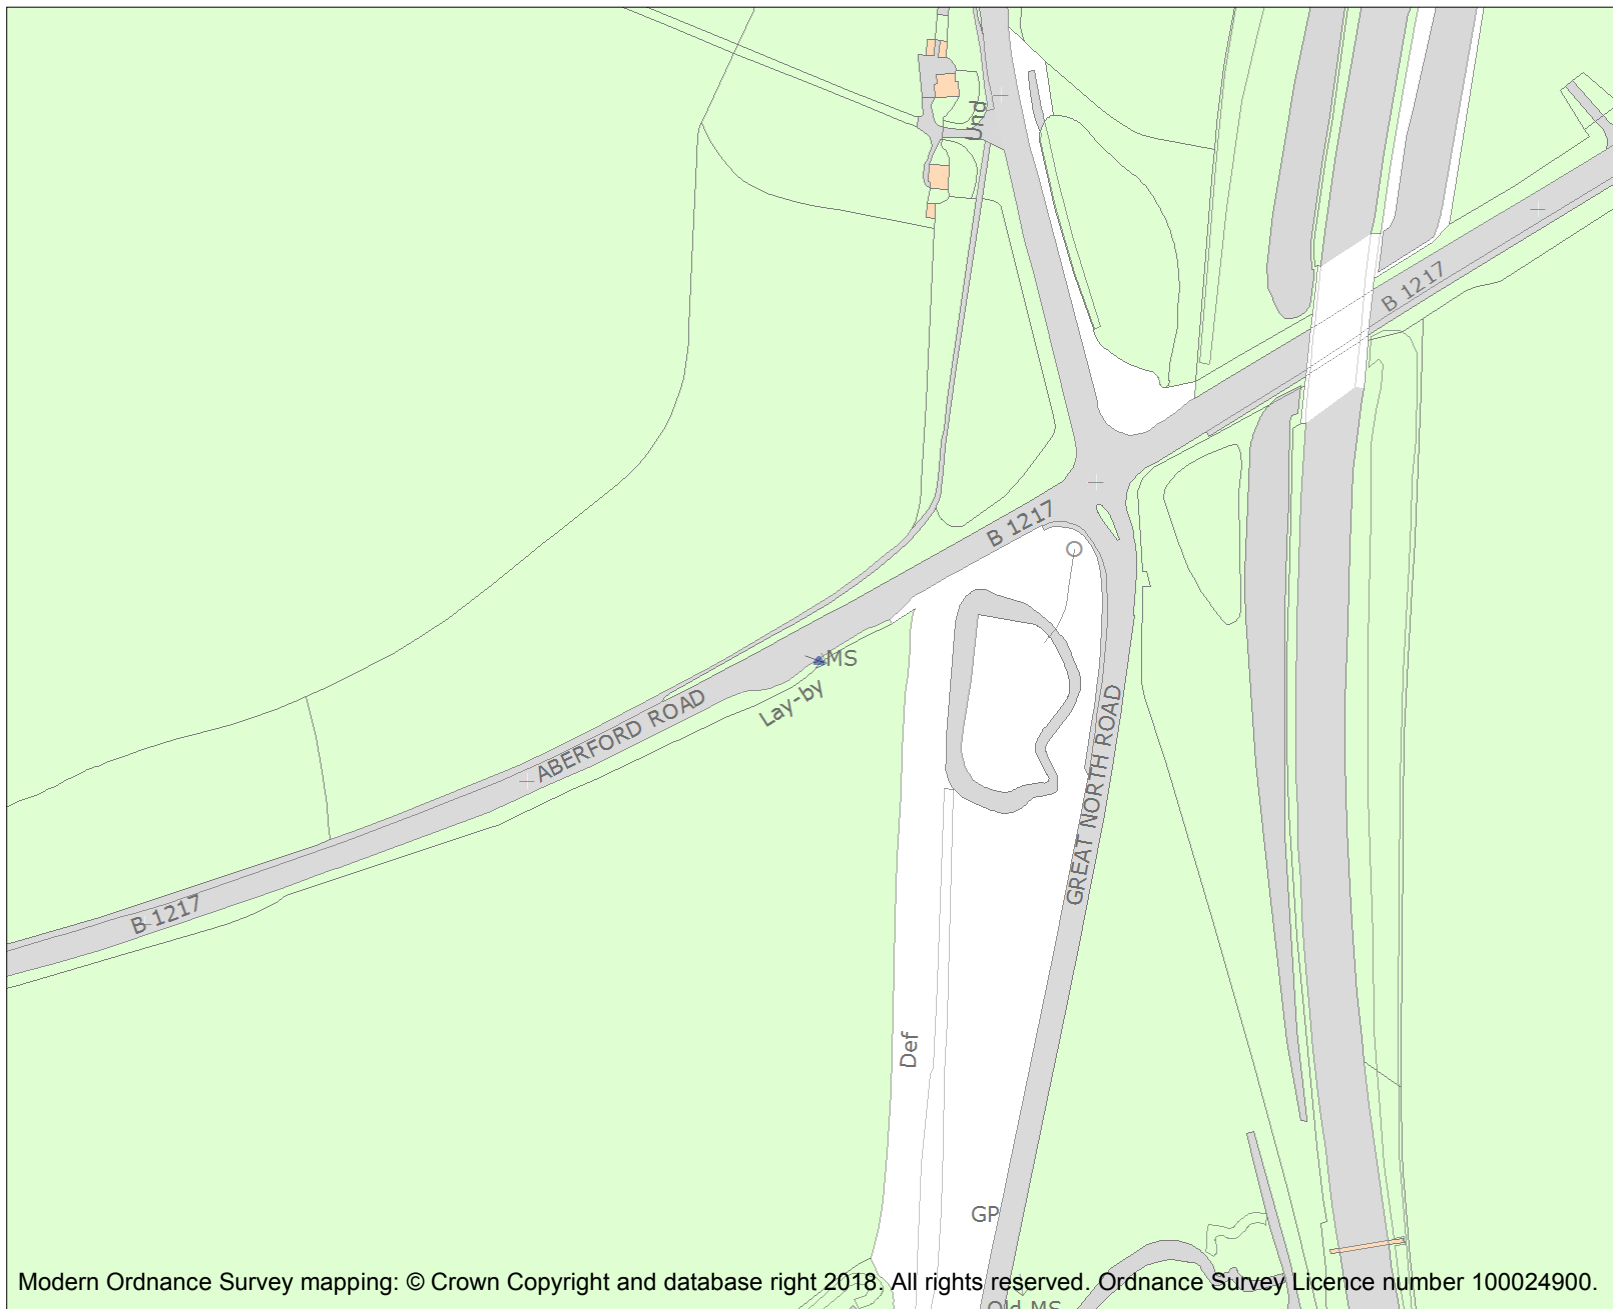 Und
B 1217
B 1217
MS
Lay-by
ABERFORD ROAD
GREAT NORTH ROAD
B 1217
Def
GP
Modern Ordnance Survey mapping: © Crown Copyright and database right 2018. All rights reserved. Ordnance Survey Licence number 100024900.
Old MS